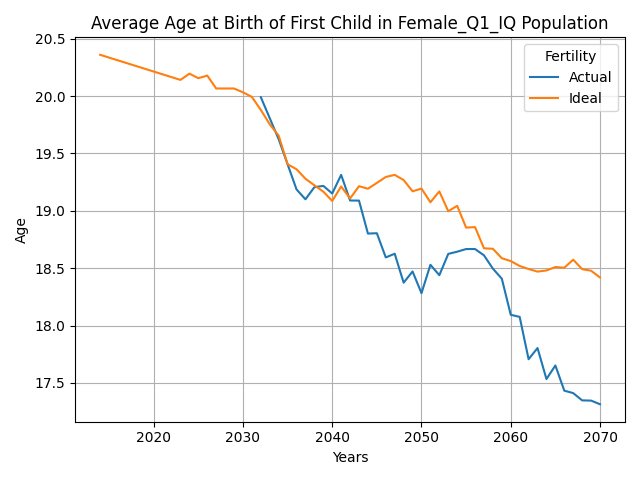 Average Age at Birth of First Child in Female_Q1_IQ Population
Fertility
Actual
Ideal
Age
20.5
20.0
19.5
19.0
18.5
18.0
17.5
2020 2030 2040 2050 2060 2070
Years